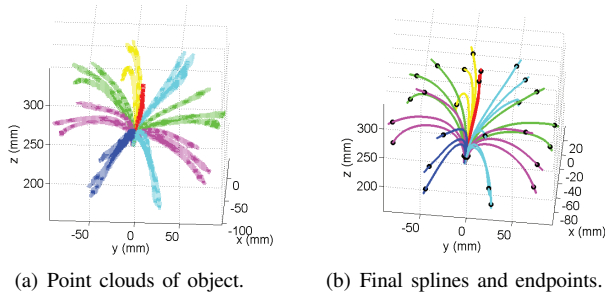 300
250
200
z (mm)
-50
0
50
y (mm)
0
-50
-100
x (mm)
300
250
200
z (mm)
-50
0
50
y (mm)
20
0
-20
-40
-60
-80
x (mm)
(a) Point clouds of object.
(b) Final splines and endpoints.